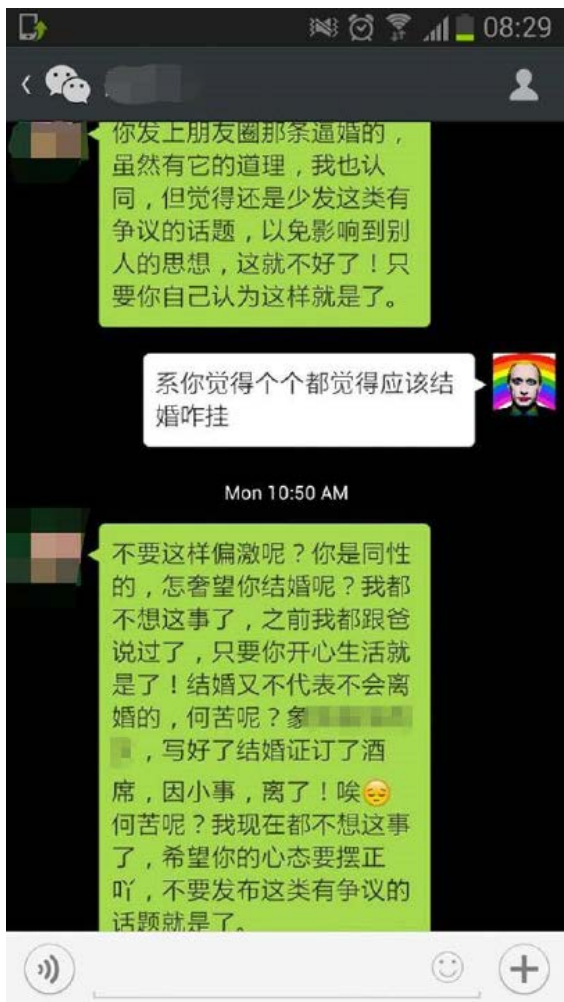 08:29
你发上朋友圈那条逼婚的，
虽然有它的道理，我也认
同，但觉得还是少发这类有
争议的话题，以免影响到别
人的思想，这就不好了！只
要你自己认为这样就是了。
系你觉得个个都觉得应该结
婚咋挂
Mon 10:50 AM
不要这样偏激呢？你是同性
的，怎奢望你结婚呢？我都
不想这事了，之前我都跟爸
说过了，只要你开心生活就
是了！结婚又不代表不会离
婚的，何苦呢？象
，写好了结婚证订了酒
席，因小事，离了！唉😔
何苦呢？我现在都不想这事
了，希望你的心态要摆正
吖，不要发布这类有争议的
话题就是了。